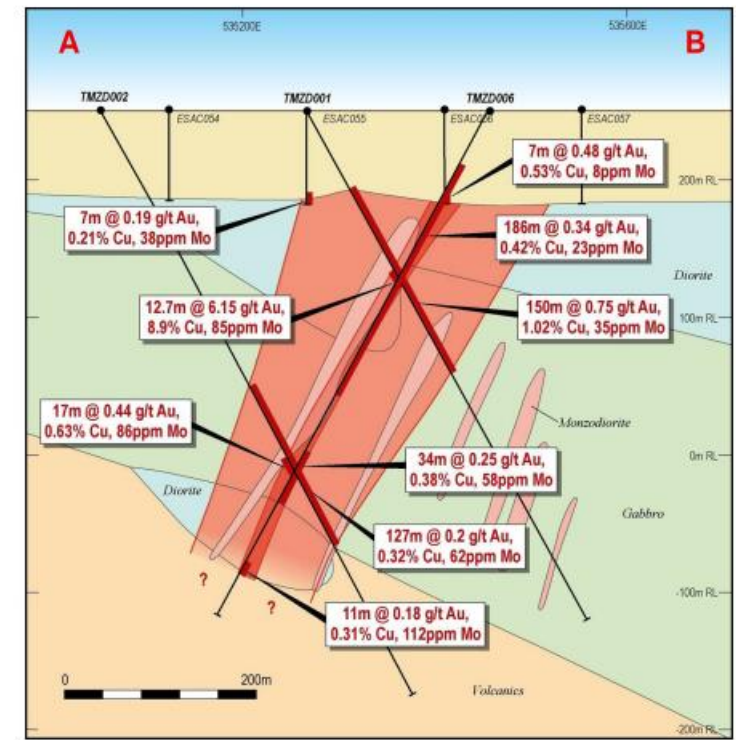 535200E
535600E
A
B
TMZD002
TMZD001
TMZD006
ESAC054
ESAC055
ESAC056
ESAC057
7m @ 0.48 g/t Au,
0.53% Cu, 8ppm Mo
200m RL
7m @ 0.19 g/t Au,
0.21% Cu, 38ppm Mo
186m @ 0.34 g/t Au,
0.42% Cu, 23ppm Mo
Diorite
12.7m @ 6.15 g/t Au,
8.9% Cu, 85ppm Mo
150m @ 0.75 g/t Au,
1.02% Cu, 35ppm Mo
100m RL
17m @ 0.44 g/t Au,
0.63% Cu, 86ppm Mo
Monzodiorite
34m @ 0.25 g/t Au,
0.38% Cu, 58ppm Mo
0m RL
Diorite
Gabbro
127m @ 0.2 g/t Au,
0.32% Cu, 62ppm Mo
?
?
-100m RL
11m @ 0.18 g/t Au,
0.31% Cu, 112ppm Mo
0
200m
Volcanics
-200m RL